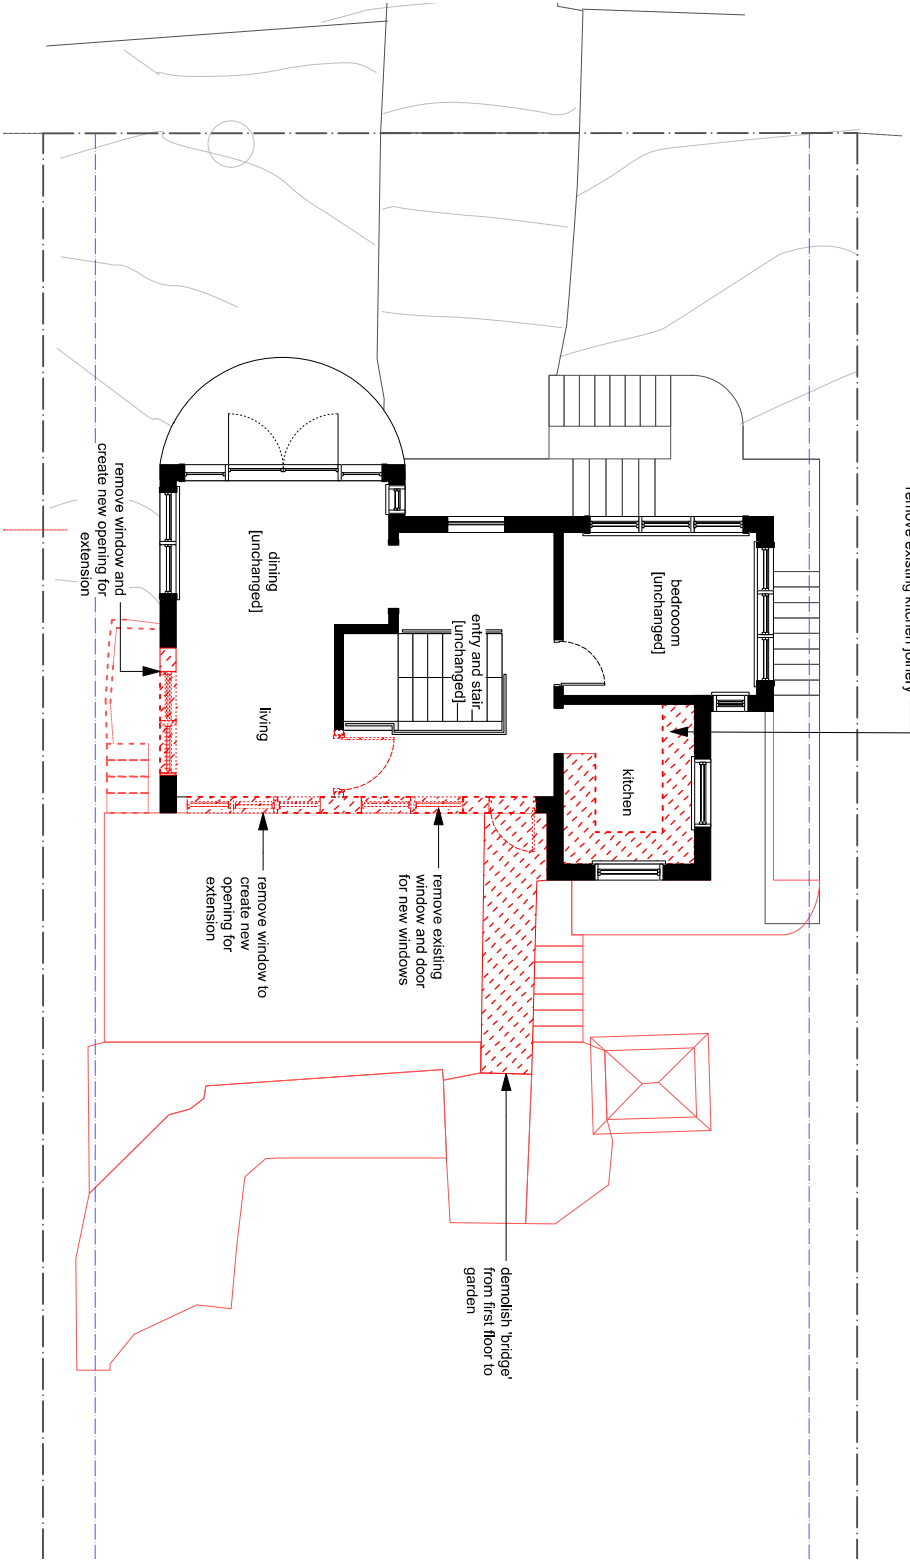 remove existing kitchen joinery
bedrooom
[unchanged]
kitchen
entry and stair
[unchanged]
dining
[unchanged]
living
remove window and
create new opening for
extension
remove existing
window and door
for new windows
remove window to
create new
opening for
extension
demolish 'bridge'
from first floor to
garden